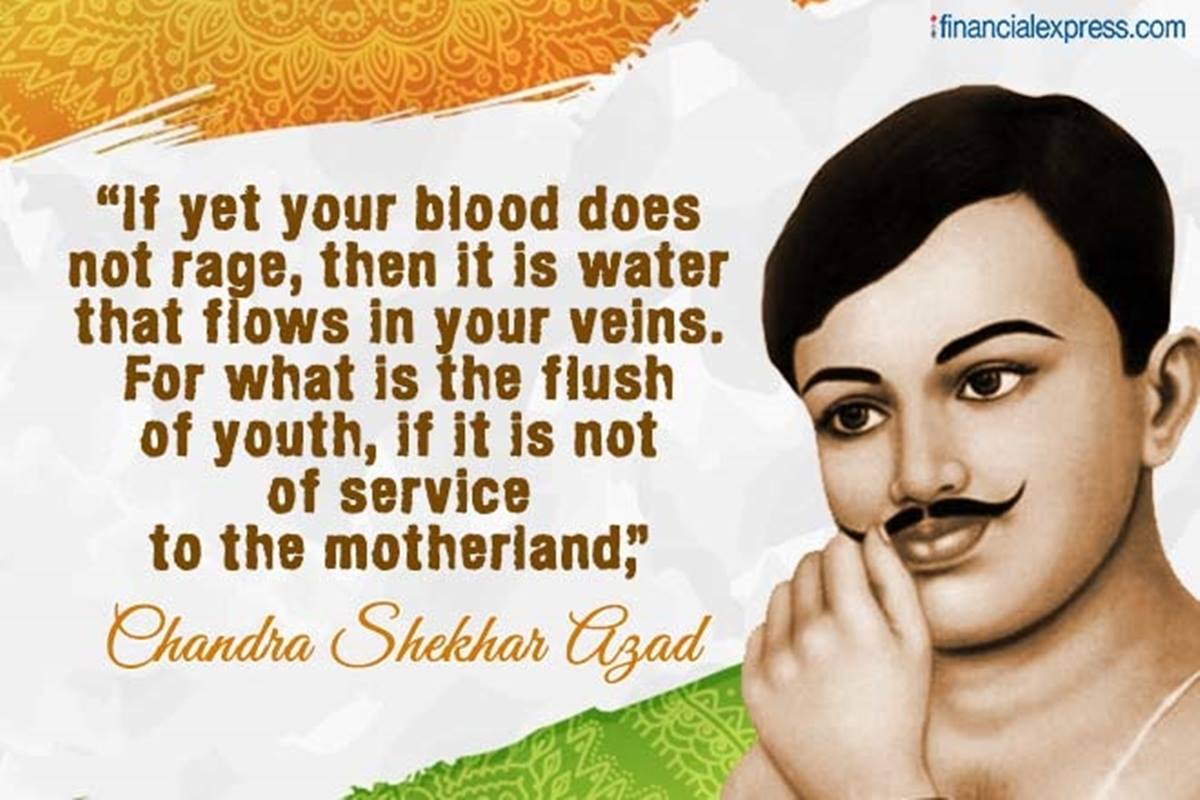 financialexpress.com
“If yet your blood does
not rage, then it is water
that flows in your veins.
For what is the flush
of youth, if it is not
of service
to the motherland,”
Chandra Shekhar Azad